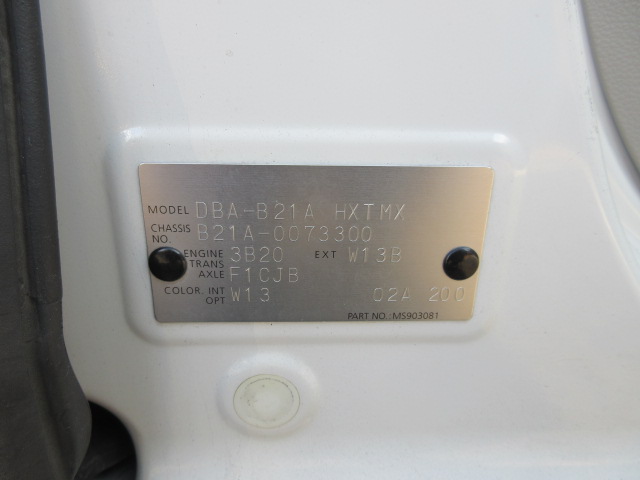 MODEL DBA-B21A HXTMX
CHASSIS NO. B21A-0073300
ENGINE 3B20 EXT W13B
TRANS AXLE F1CJB
COLOR. INT OPT W13 02A 200
PART NO.: MS903081